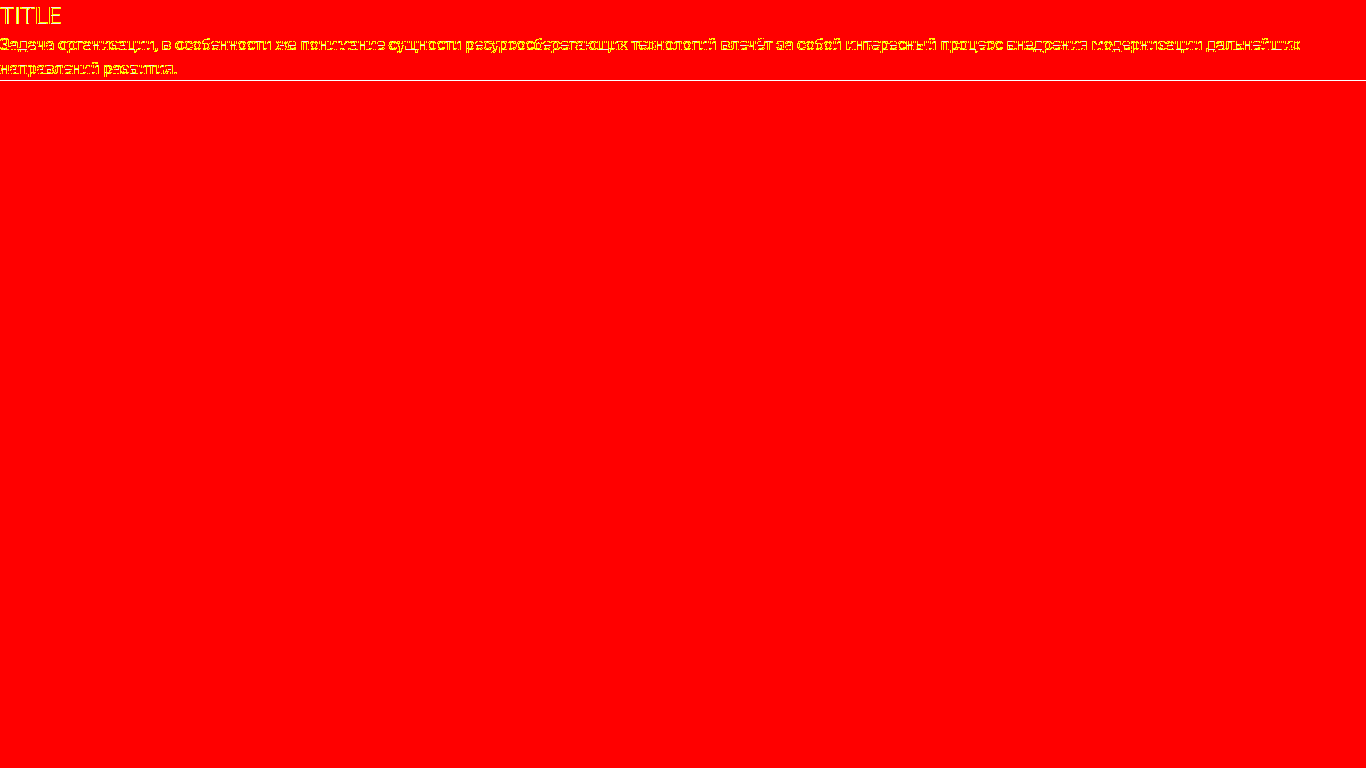 TITLE
Задача организации, в особенности же понимание сущности ресурсосберегающих технологий влечёт за собой интересный процесс внедрения модернизации дальнейших
направлений развития.